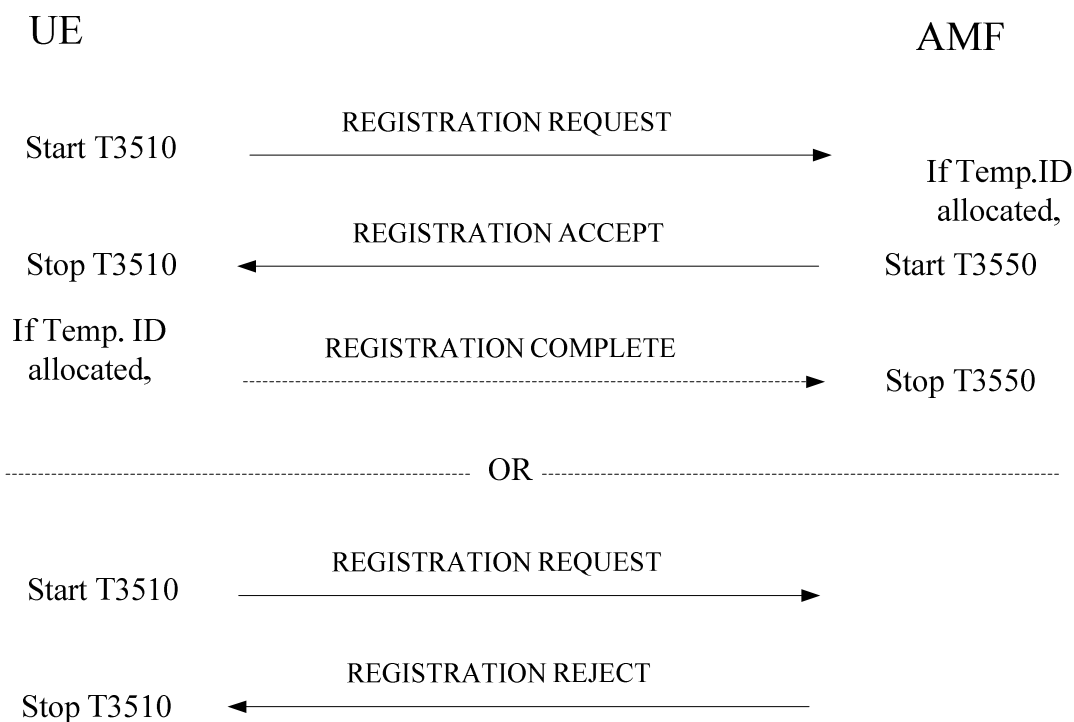 UE
AMF
REGISTRATION REQUEST
Start T3510
If Temp.ID
allocated,
REGISTRATION ACCEPT
Stop T3510
Start T3550
If Temp. ID
allocated,
REGISTRATION COMPLETE
Stop T3550
OR
REGISTRATION REQUEST
Start T3510
REGISTRATION REJECT
Stop T3510